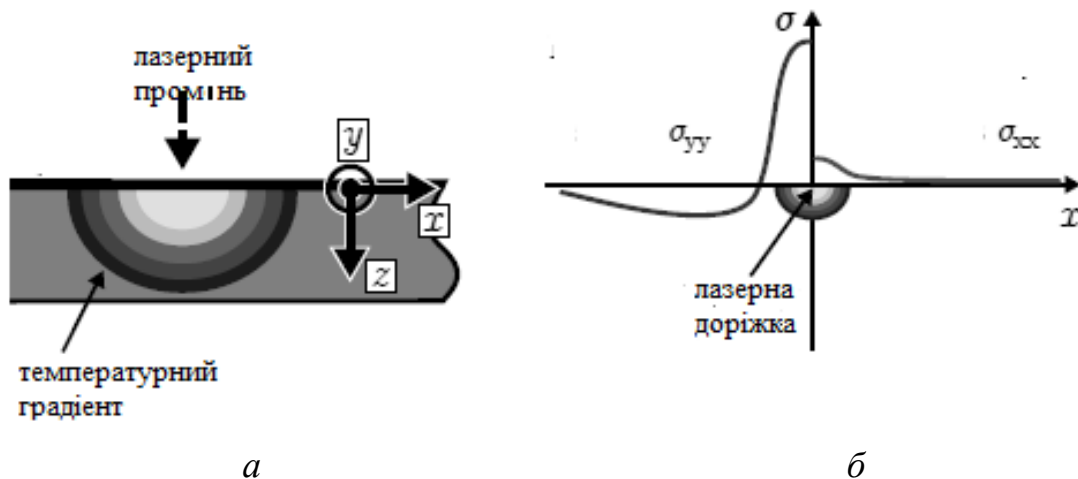 лазерний
промінь
y
x
z
температурний
градієнт
а
σ
σyy
σxx
x
лазерна
доріжка
б